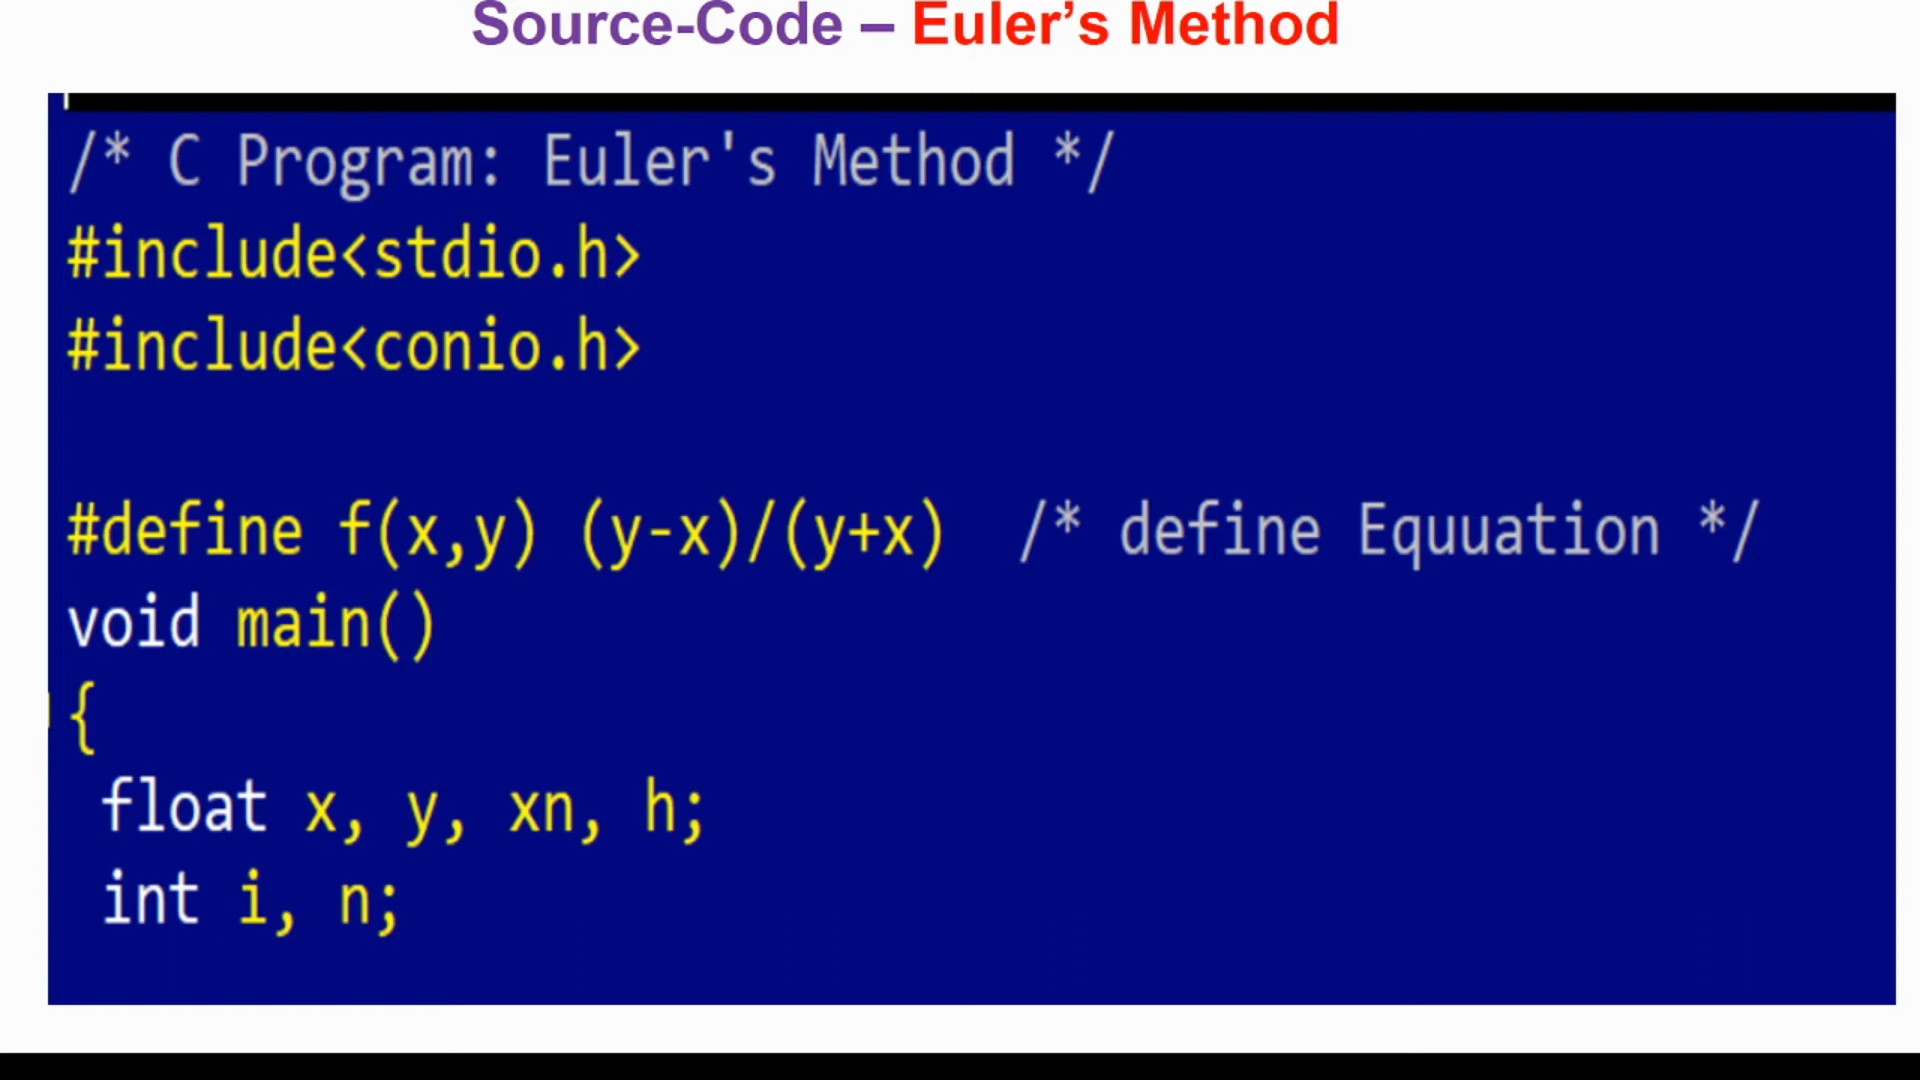 Source-Code – Euler’s Method
/* C Program: Euler's Method */
#include<stdio.h>
#include<conio.h>
#define f(x,y) (y-x)/(y+x)  /* define Equuation */
void main()
{
 float x, y, xn, h;
 int i, n;